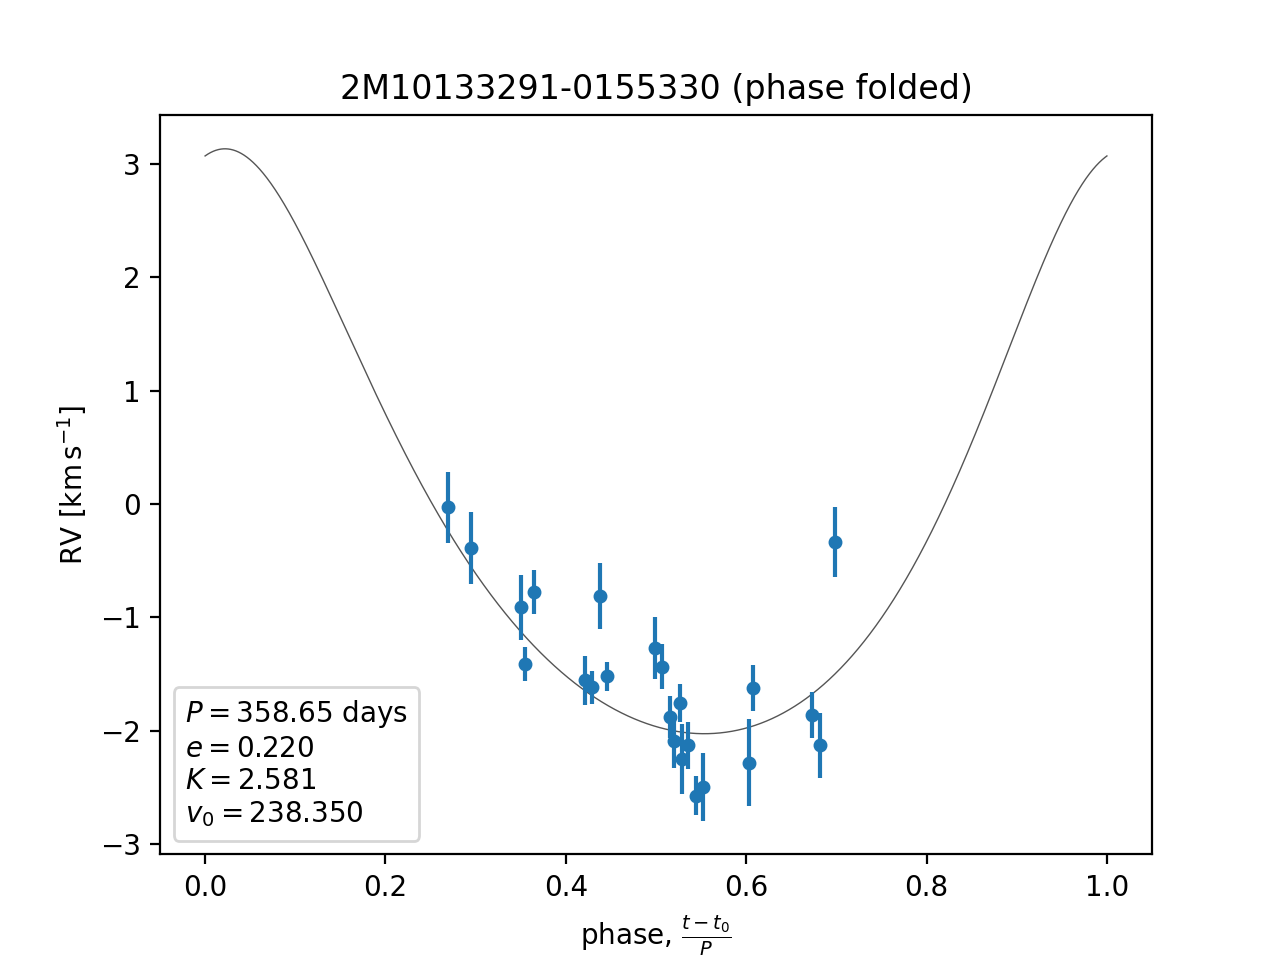 2M10133291-0155330 (phase folded)
RV [km s⁻¹]
3
2
1
0
−1
−2
−3
P = 358.65 days
e = 0.220
K = 2.581
v₀ = 238.350
0.0 0.2 0.4 0.6 0.8 1.0
phase, (t − t₀)/P